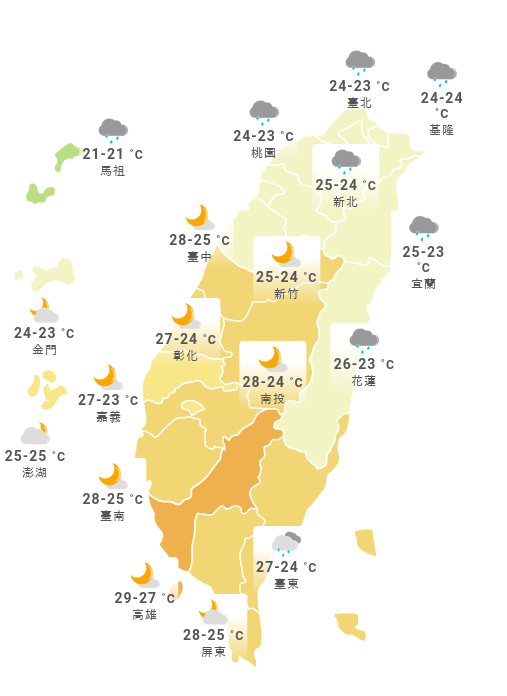 24-23 °C
臺北
24-24
°C
基隆
24-23 °C
桃園
21-21 °C
馬祖
25-24 °C
新北
28-25 °C
臺中
25-23
°C
宜蘭
25-24 °C
新竹
24-23 °C
金門
27-24 °C
彰化
26-23 °C
花蓮
28-24 °C
南投
27-23 °C
嘉義
25-25 °C
澎湖
28-25 °C
臺南
27-24 °C
臺東
29-27 °C
高雄
28-25 °C
屏東